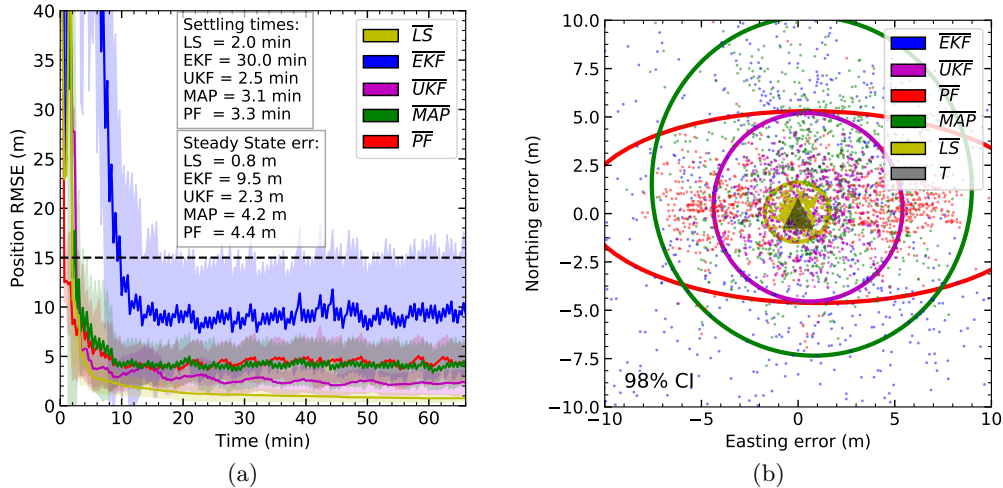 Settling times:
LS = 2.0 min
EKF = 30.0 min
UKF = 2.5 min
MAP = 3.1 min
PF = 3.3 min
Steady State err:
LS = 0.8 m
EKF = 9.5 m
UKF = 2.3 m
MAP = 4.2 m
PF = 4.4 m
LS
EKF
UKF
MAP
PF
Position RMSE (m)
40
35
30
25
20
15
10
5
0
0 10 20 30 40 50 60
Time (min)
(a)
EKF
UKF
PF
MAP
LS
T
Northing error (m)
10.0
7.5
5.0
2.5
0.0
−2.5
−5.0
−7.5
−10.0
98% CI
−10 −5 0 5 10
Easting error (m)
(b)